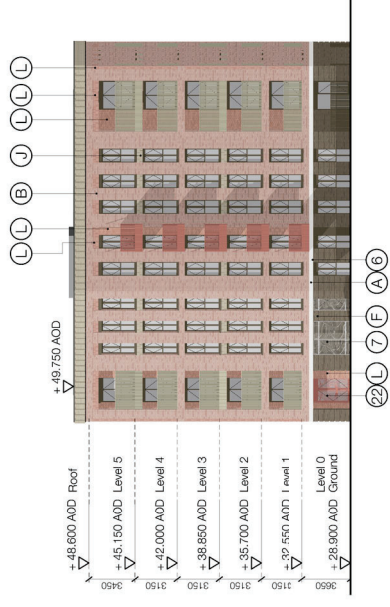 L L B J L L L
+49.750 AOD
+48.600 AOD Roof
3450
+45.150 AOD Level 5
3150
+42.000 AOD Level 4
3150
+38.850 AOD Level 3
3150
+35.700 AOD Level 2
3150
+32.550 AOD Level 1
3650
Level 0
+28.900 AOD Ground
22 L 7 F A 6